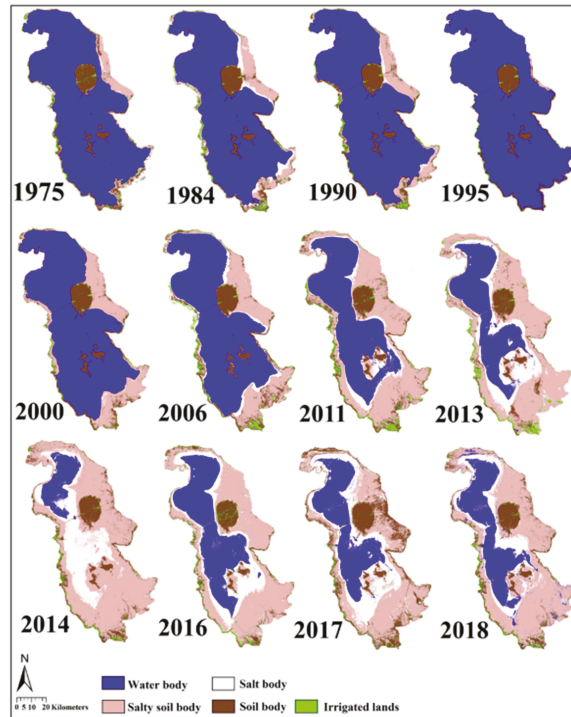 1975 1984 1990 1995
2000 2006 2011 2013
2014 2016 2017 2018
N
0 5 10 20 Kilometers
Water body Salt body
Salty soil body Soil body Irrigated lands